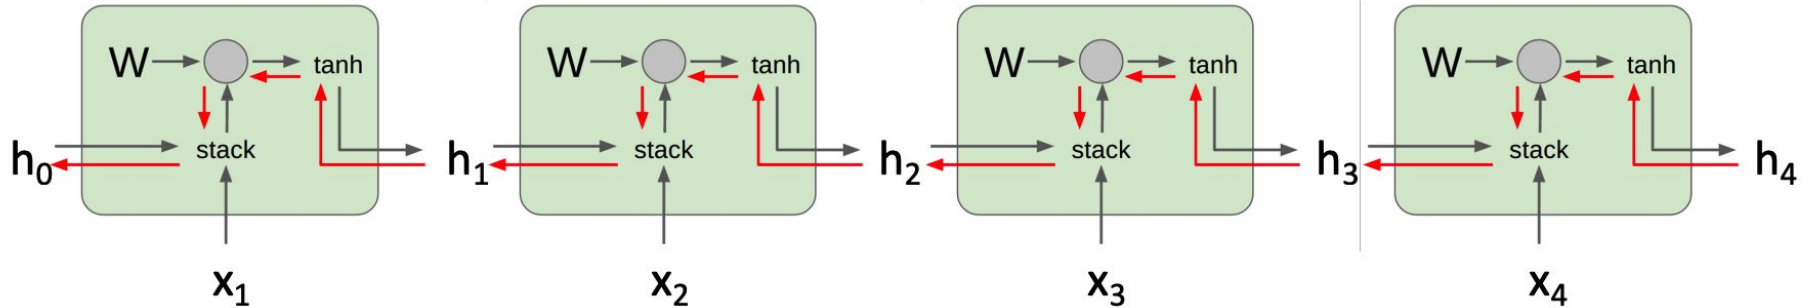 W tanh W tanh W tanh W tanh
h₀ stack h₁ stack h₂ stack h₃ stack h₄
x₁ x₂ x₃ x₄